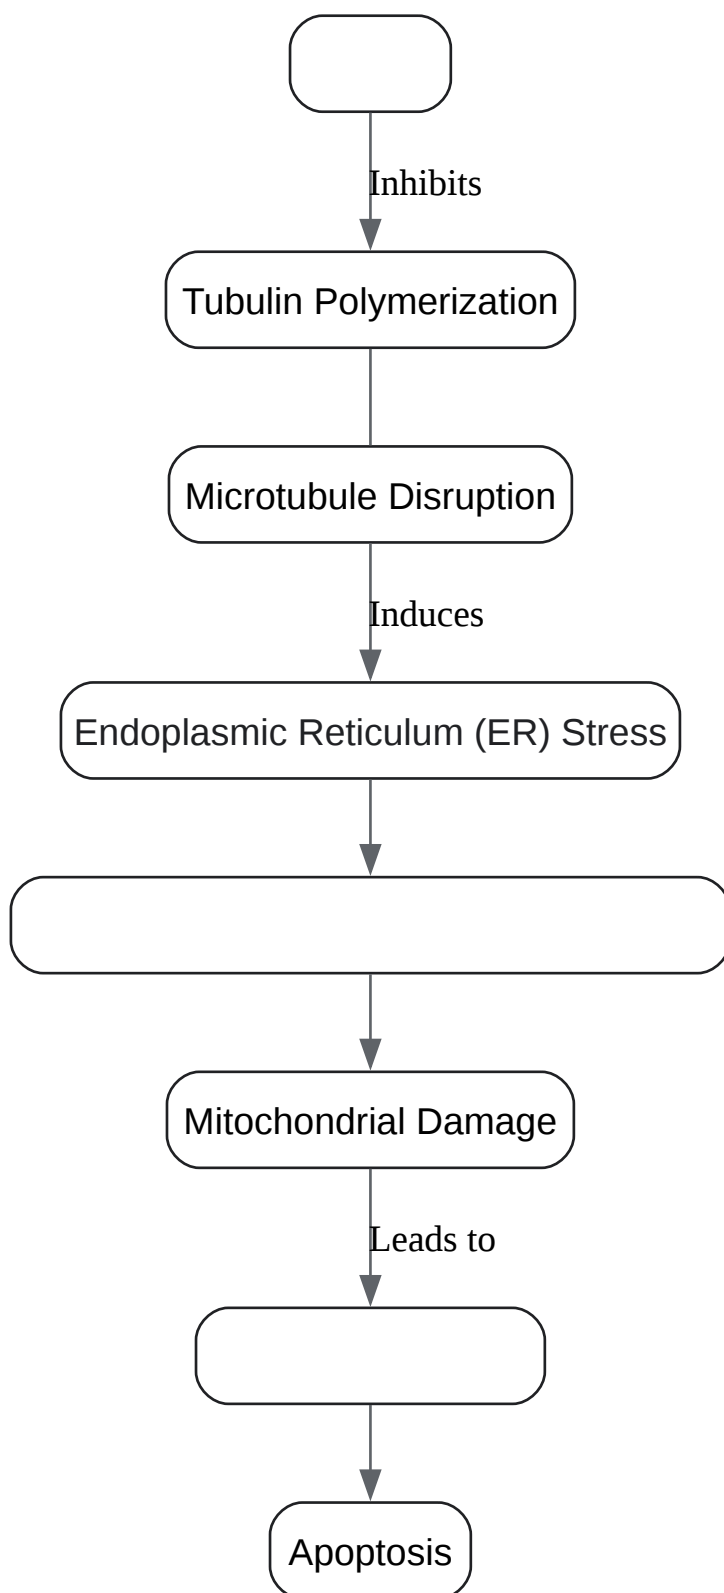 Inhibits
Tubulin Polymerization
Microtubule Disruption
Induces
Endoplasmic Reticulum (ER) Stress
Mitochondrial Damage
Leads to
Apoptosis